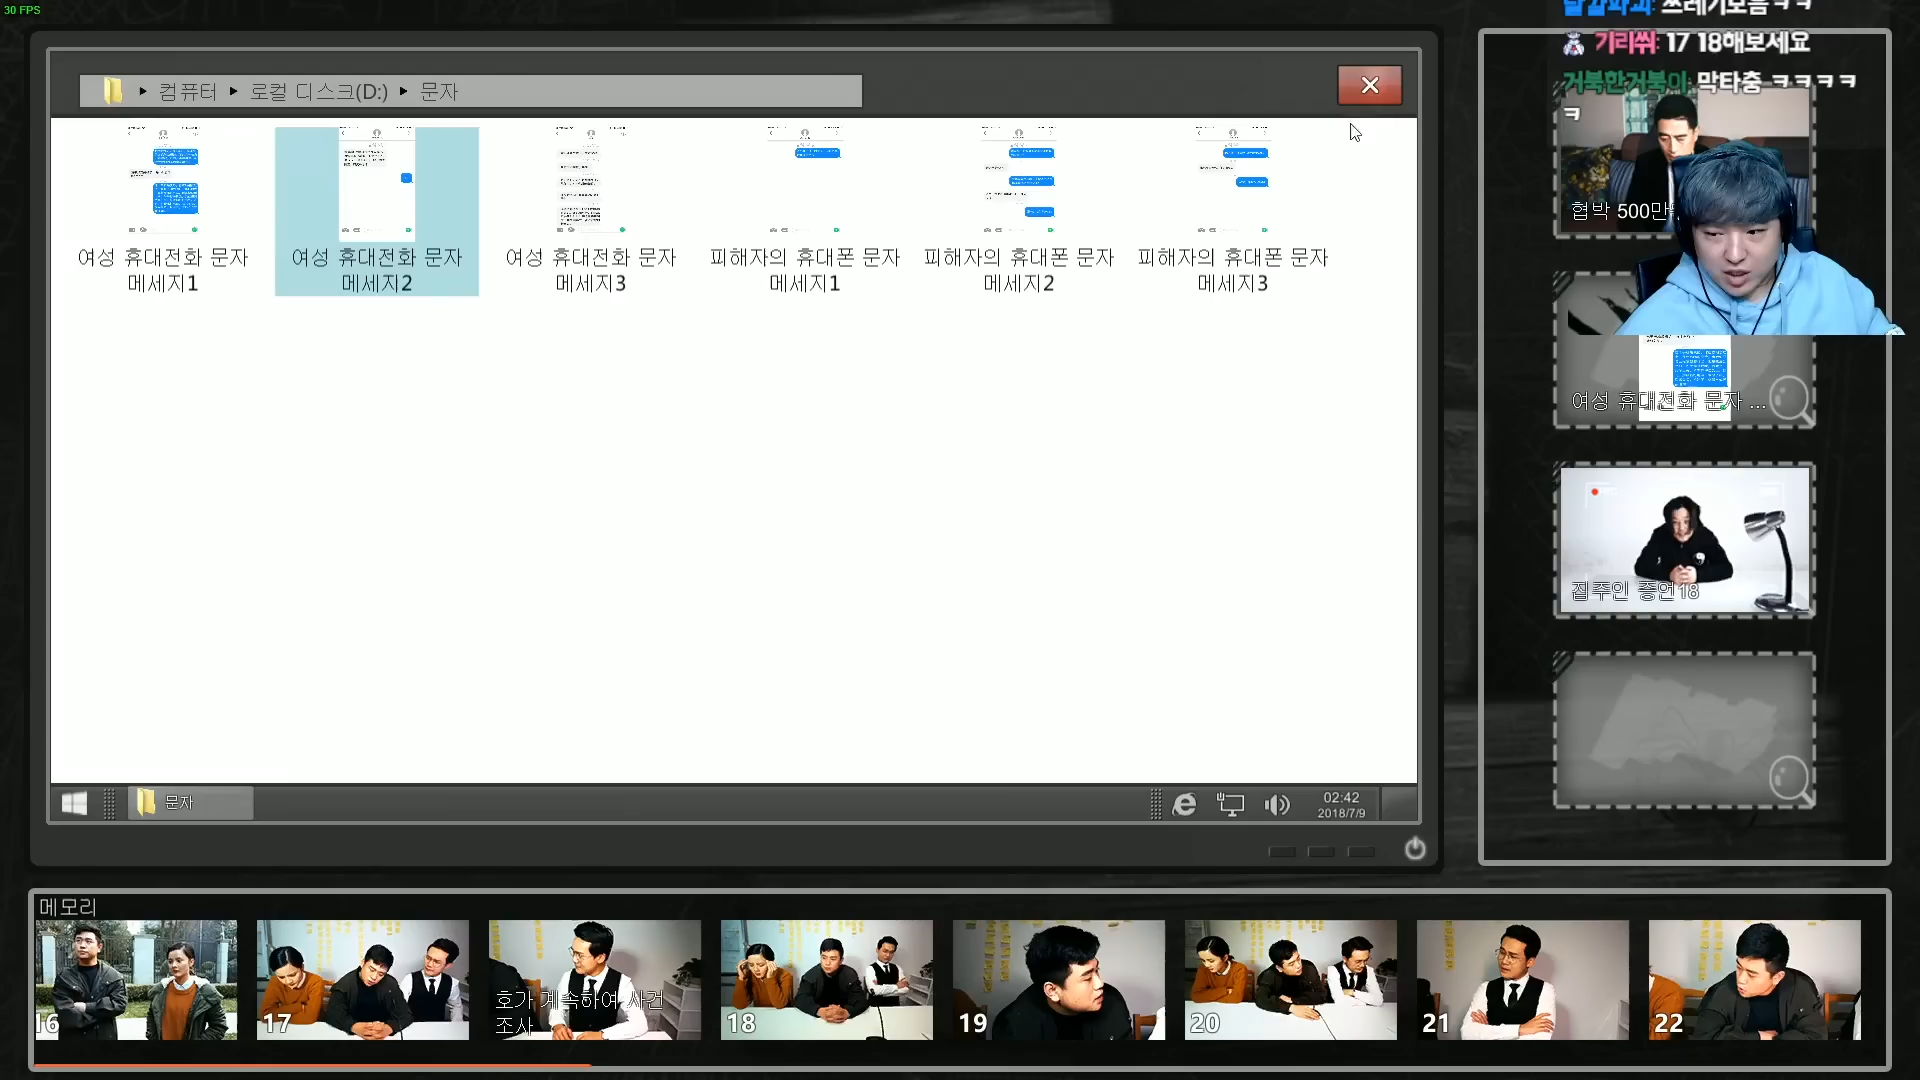 30 FPS
컴퓨터
로컬 디스크(D:)
문자
여성 휴대전화 문자
메세지1
여성 휴대전화 문자
메세지2
여성 휴대전화 문자
메세지3
피해자의 휴대폰 문자
메세지1
피해자의 휴대폰 문자
메세지2
피해자의 휴대폰 문자
메세지3
문자
02:42
2018/7/9
쓰레기모음ㅋㅋ
기리쒸: 17 18해보세요
거북한거북이: 막타충 ㅋㅋㅋㅋ
ㅋ
협박 500만
여성 휴대전화 문자 ...
집주인 증언18
메모리
16
17
호가 계속하여 사건
조사
18
19
20
21
22